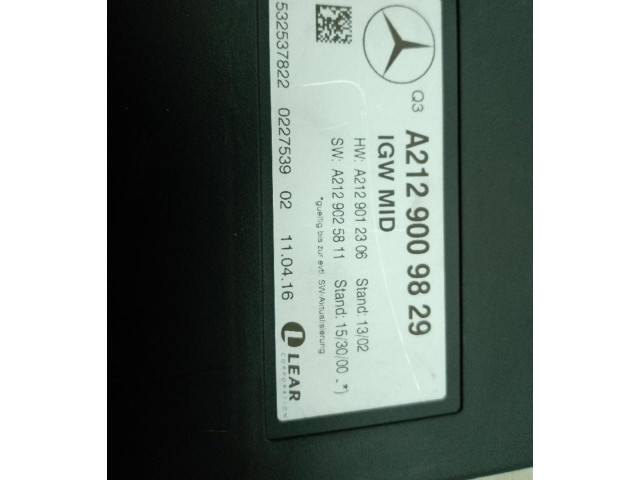 Q3
A212 900 98 29
IGW MID
HW: A212 901 23 06 Stand: 13/02
SW: A212 902 58 11 Stand: 15/30/00 - *)
*gueltig bis zur evtl. SW-Aktualisierung
532537822 0227539 02 11.04.16
LEAR
CORPORATION